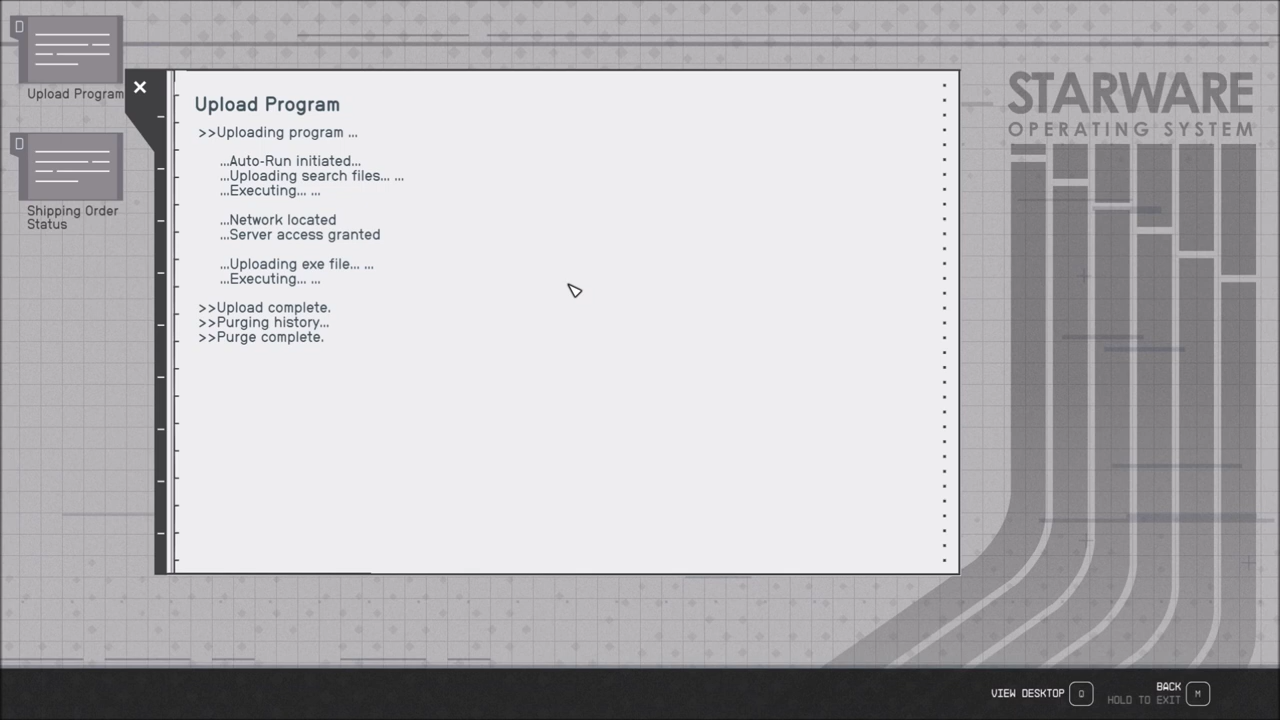 Upload Program
Shipping Order
Status
Upload Program
>>Uploading program ...
...Auto-Run initiated...
...Uploading search files... ...
...Executing... ...
...Network located
...Server access granted
...Uploading exe file... ...
...Executing... ...
>>Upload complete.
>>Purging history...
>>Purge complete.
STARWARE
OPERATING SYSTEM
VIEW DESKTOP Q
BACK M
HOLD TO EXIT